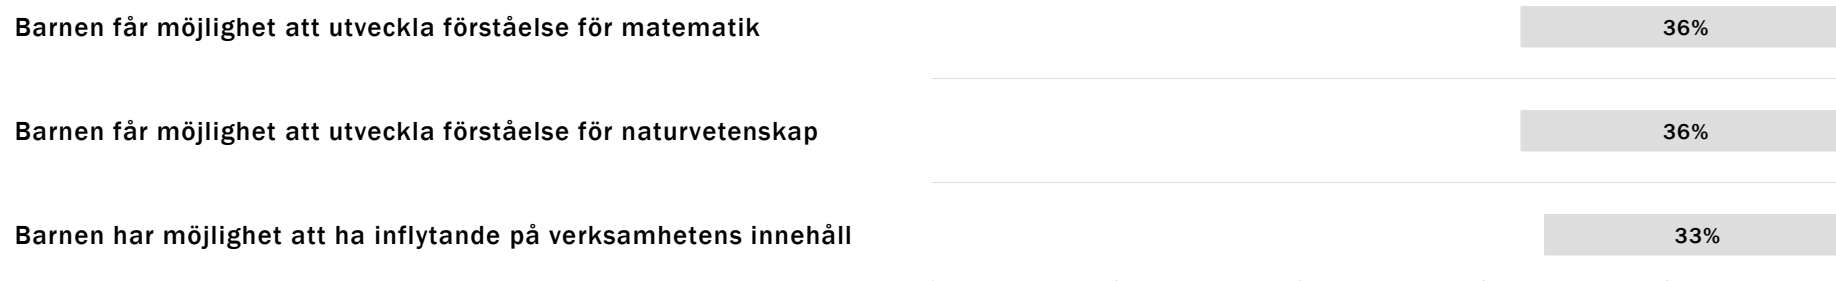 Barnen får möjlighet att utveckla förståelse för matematik 36%
Barnen får möjlighet att utveckla förståelse för naturvetenskap 36%
Barnen har möjlighet att ha inflytande på verksamhetens innehåll 33%